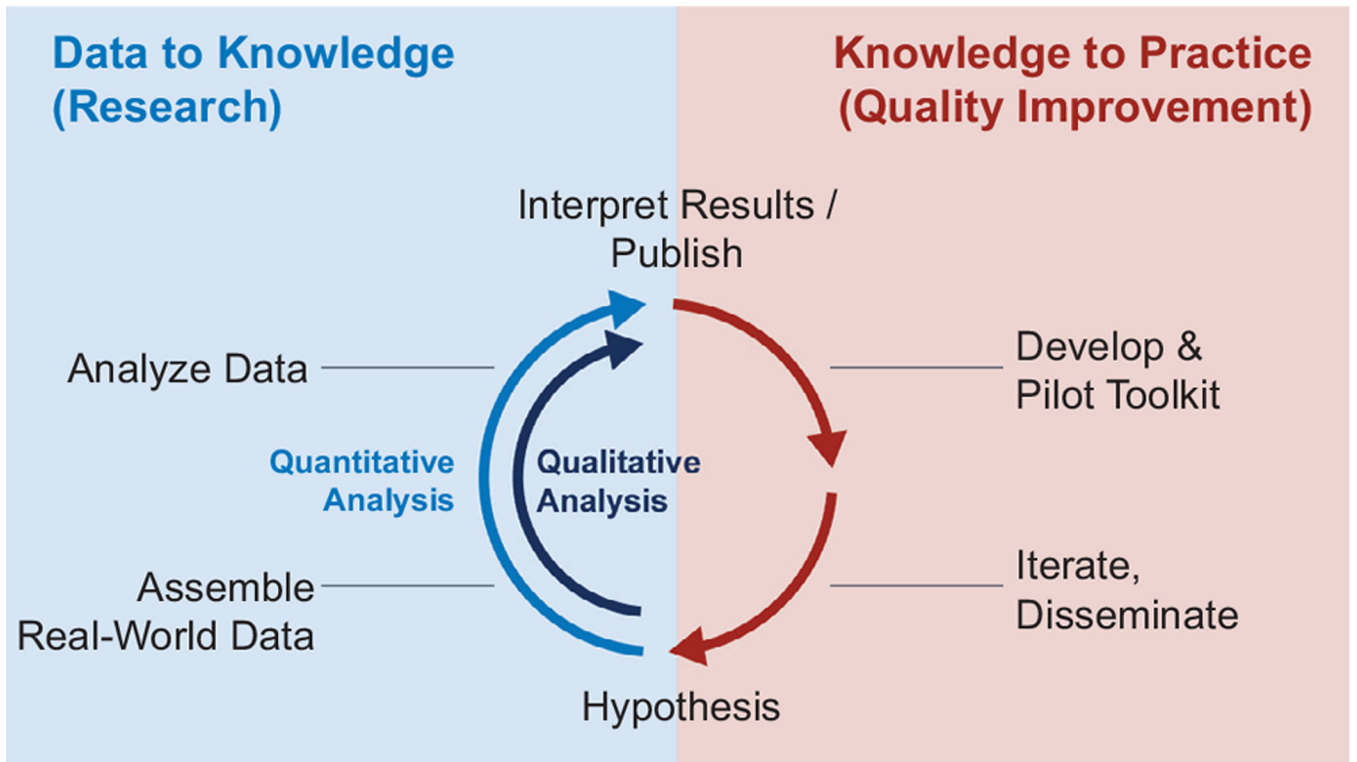 Data to Knowledge
(Research)
Knowledge to Practice
(Quality Improvement)
Interpret Results /
Publish
Analyze Data
Develop &
Pilot Toolkit
Quantitative
Analysis
Qualitative
Analysis
Assemble
Real-World Data
Iterate,
Disseminate
Hypothesis